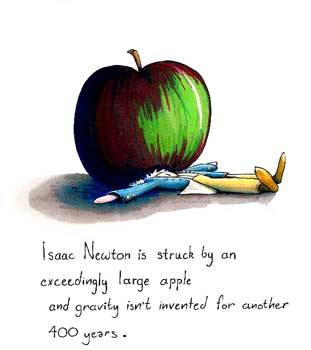 Isaac Newton is struck by an
exceedingly large apple
and gravity isn't invented for another
400 years.